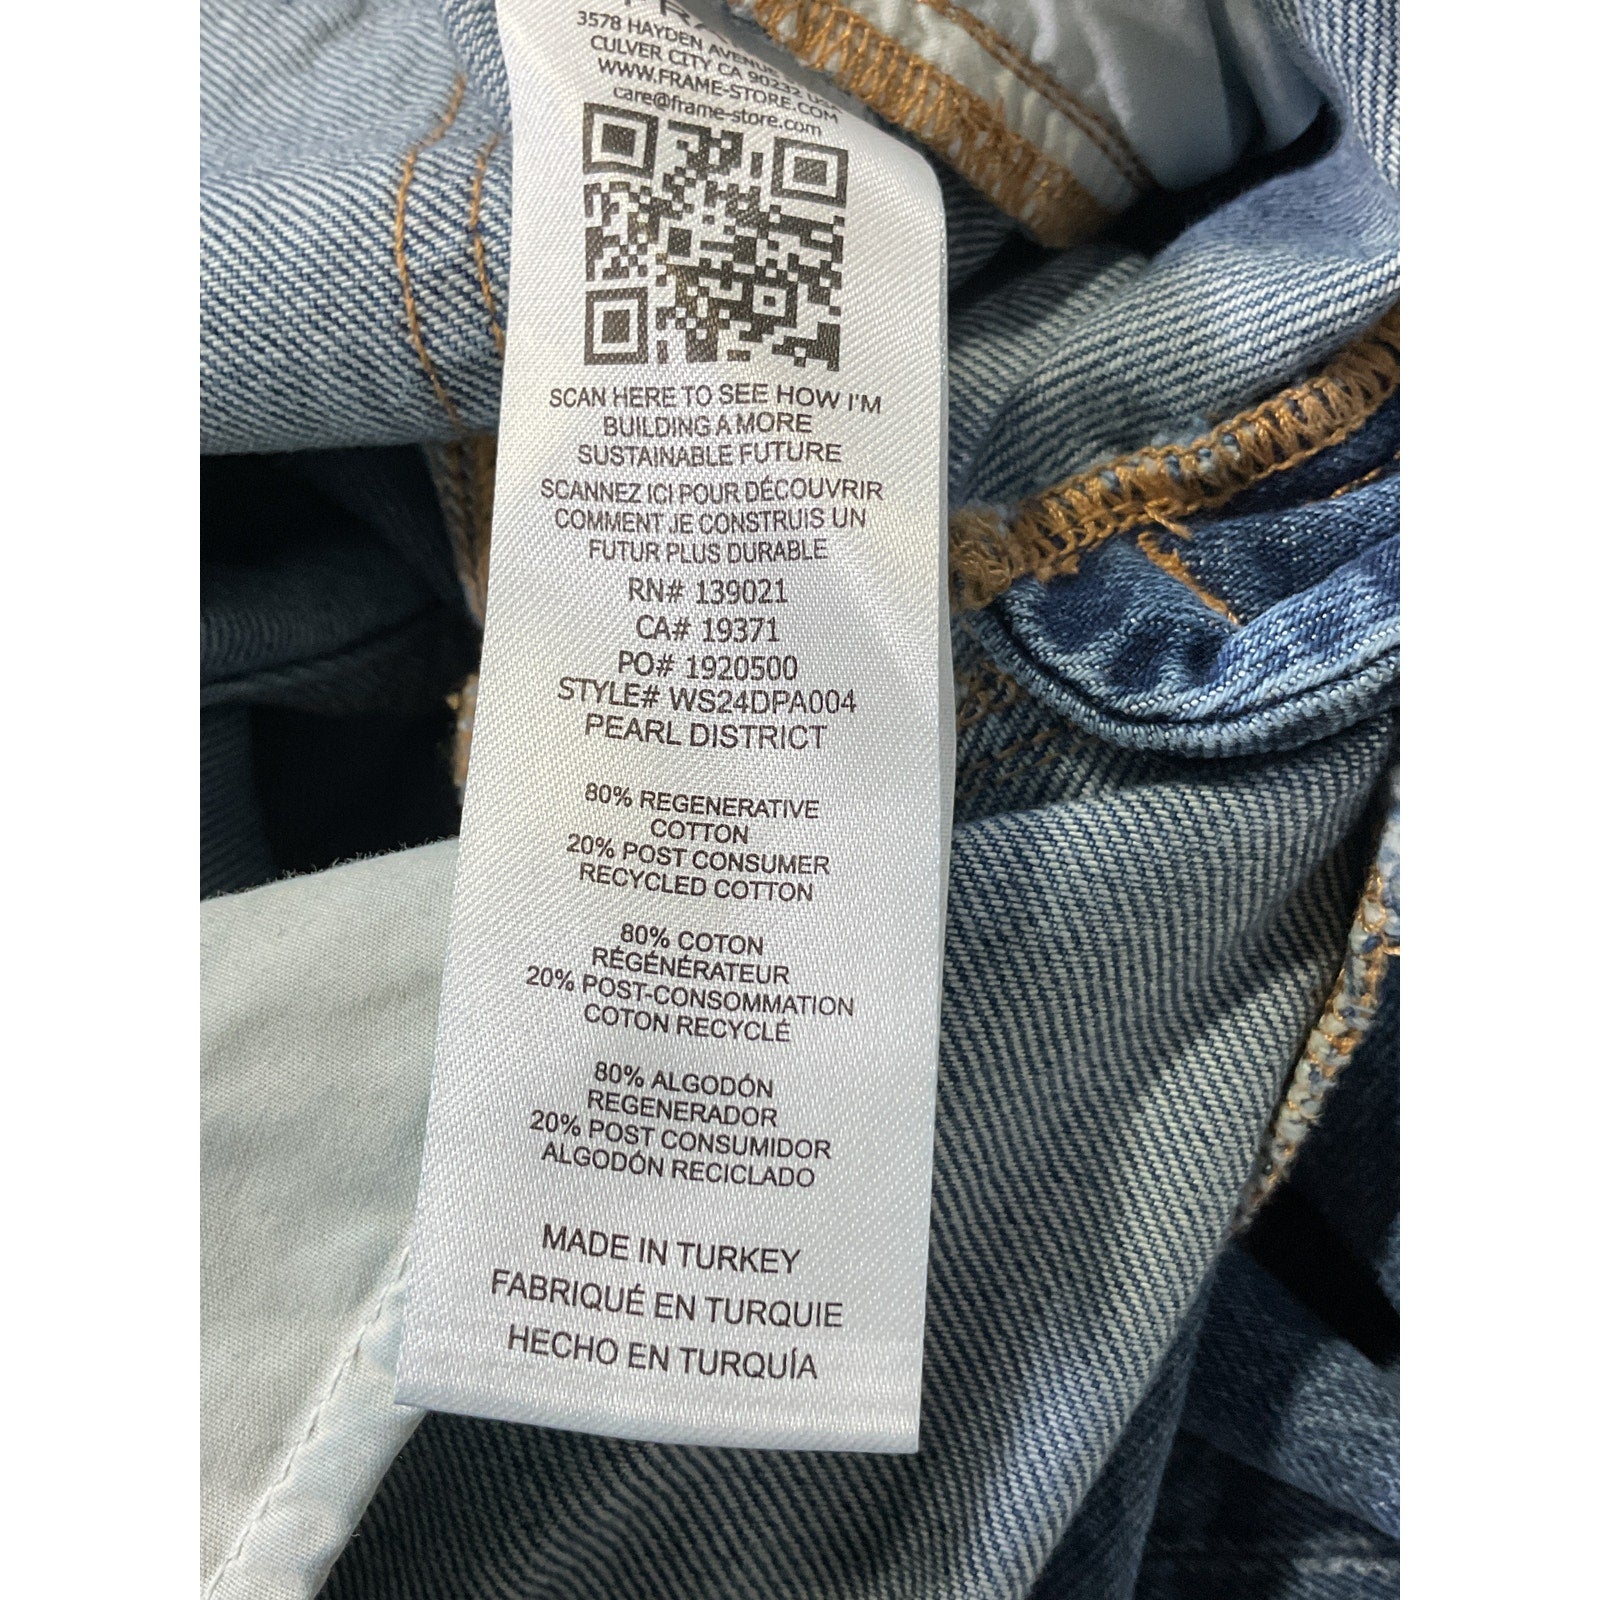 3578 HAYDEN AVENUE
CULVER CITY CA 90232 USA
WWW.FRAME-STORE.COM
care@frame-store.com
SCAN HERE TO SEE HOW I'M
BUILDING A MORE
SUSTAINABLE FUTURE
SCANNEZ ICI POUR DÉCOUVRIR
COMMENT JE CONSTRUIS UN
FUTUR PLUS DURABLE
RN# 139021
CA# 19371
PO# 1920500
STYLE# WS24DPA004
PEARL DISTRICT
80% REGENERATIVE
COTTON
20% POST CONSUMER
RECYCLED COTTON
80% COTON
RÉGÉNÉRATEUR
20% POST-CONSOMMATION
COTON RECYCLÉ
80% ALGODÓN
REGENERADOR
20% POST CONSUMIDOR
ALGODÓN RECICLADO
MADE IN TURKEY
FABRIQUÉ EN TURQUIE
HECHO EN TURQUÍA